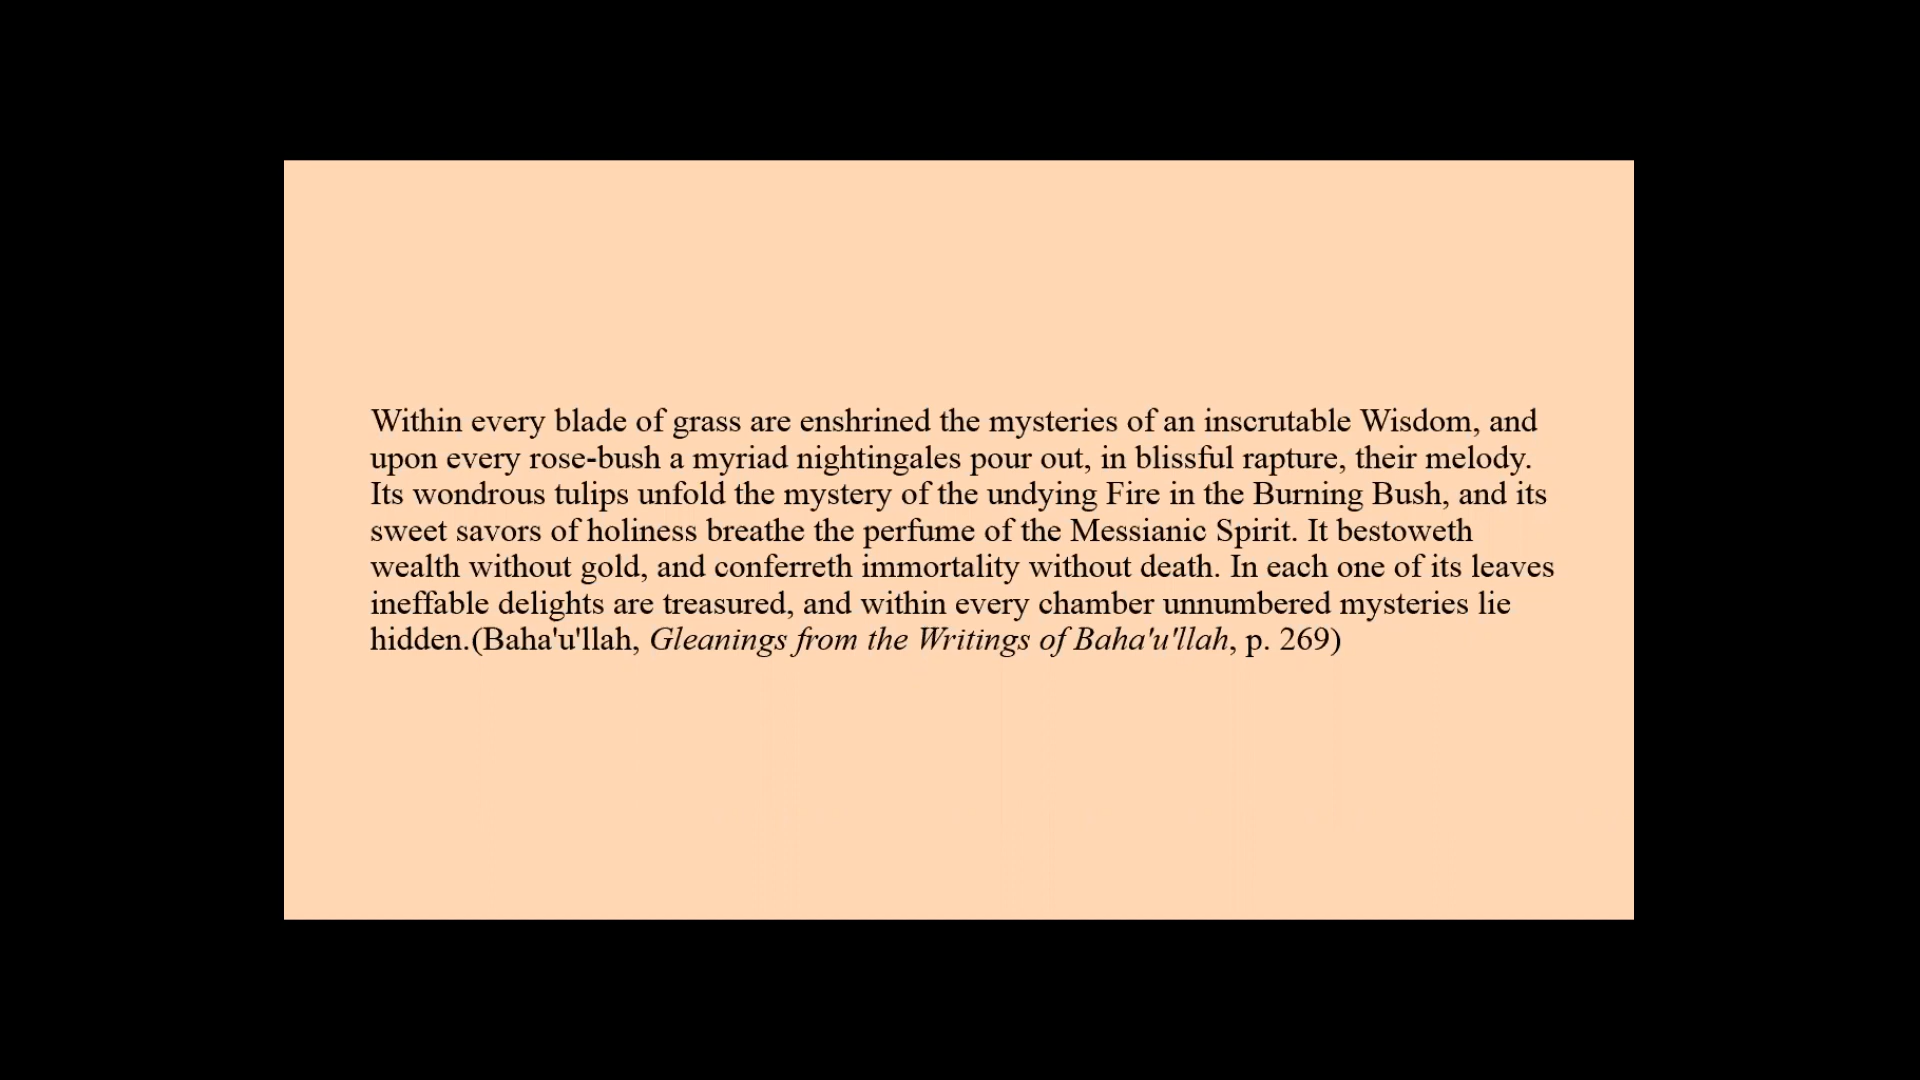 Within every blade of grass are enshrined the mysteries of an inscrutable Wisdom, and
upon every rose-bush a myriad nightingales pour out, in blissful rapture, their melody.
Its wondrous tulips unfold the mystery of the undying Fire in the Burning Bush, and its
sweet savors of holiness breathe the perfume of the Messianic Spirit. It bestoweth
wealth without gold, and conferreth immortality without death. In each one of its leaves
ineffable delights are treasured, and within every chamber unnumbered mysteries lie
hidden.(Baha'u'llah, Gleanings from the Writings of Baha'u'llah, p. 269)